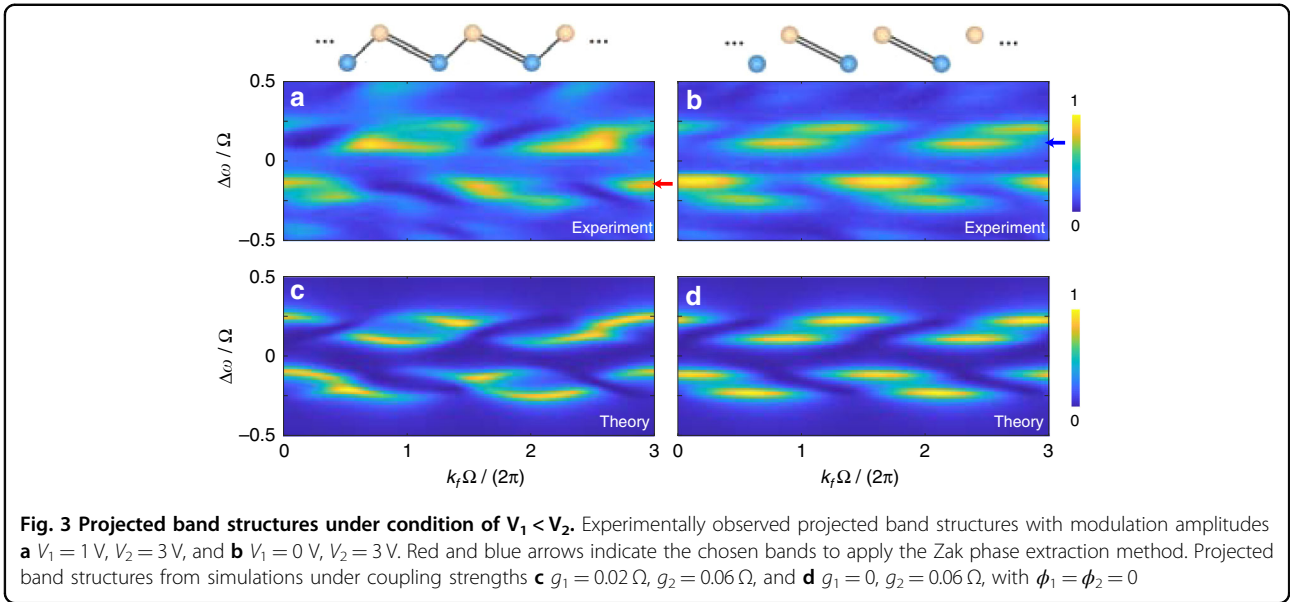 ... ... ... ...
a b
0.5
0
−0.5
Δω / Ω
Experiment Experiment
1
0
c d
0.5
0
−0.5
Δω / Ω
Theory Theory
1
0
0 1 2 3 0 1 2 3
k_f Ω / (2π) k_f Ω / (2π)
Fig. 3 Projected band structures under condition of V₁ < V₂. Experimentally observed projected band structures with modulation amplitudes
a V₁ = 1 V, V₂ = 3 V, and b V₁ = 0 V, V₂ = 3 V. Red and blue arrows indicate the chosen bands to apply the Zak phase extraction method. Projected
band structures from simulations under coupling strengths c g₁ = 0.02 Ω, g₂ = 0.06 Ω, and d g₁ = 0, g₂ = 0.06 Ω, with ϕ₁ = ϕ₂ = 0